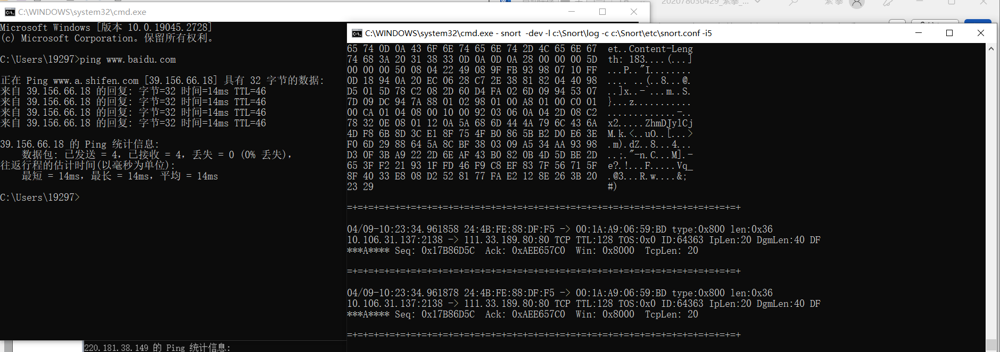 202078030429_紫拳_...
紫 拳
C:\WINDOWS\system32\cmd.exe
Microsoft Windows [版本 10.0.19045.2728]
(c) Microsoft Corporation。保留所有权利。
C:\Users\19297>ping www.baidu.com
正在 Ping www.a.shifen.com [39.156.66.18] 具有 32 字节的数据:
来自 39.156.66.18 的回复: 字节=32 时间=14ms TTL=46
来自 39.156.66.18 的回复: 字节=32 时间=14ms TTL=46
来自 39.156.66.18 的回复: 字节=32 时间=14ms TTL=46
来自 39.156.66.18 的回复: 字节=32 时间=14ms TTL=46
39.156.66.18 的 Ping 统计信息:
数据包: 已发送 = 4，已接收 = 4，丢失 = 0 (0% 丢失)，
往返行程的估计时间(以毫秒为单位):
最短 = 14ms，最长 = 14ms，平均 = 14ms
C:\Users\19297>
220.181.38.149 的 Ping 统计信息:
C:\WINDOWS\system32\cmd.exe - snort  -dev -l c:\Snort\log -c c:\Snort\etc\snort.conf -i5
65 74 0D 0A 43 6F 6E 74 65 6E 74 2D 4C 65 6E 67  et..Content-Leng
74 68 3A 20 31 38 33 0D 0A 0D 0A 28 00 00 00 5D  th: 183....(...]
00 00 00 50 08 04 22 49 08 9F FB 93 98 07 10 FF  ...P.."I........
0D 18 94 0A 20 EC 06 28 C7 2E 38 81 82 04 40 98  .... ..(..8...@.
D5 01 5D 78 C2 08 2D 60 D4 FA 02 6D 09 94 53 07  ..]x..-`...m..S.
7D 09 DC 94 7A 88 01 02 98 01 00 A8 01 00 C0 01  }...z...........
00 CA 01 04 08 00 10 00 92 03 06 0A 04 2D 08 C2  .............-..
78 32 0E 08 01 12 0A 5A 68 6D 44 4A 79 6C 43 6A  x2.....ZhmDJylCj
4D F8 6B 8D 3C E1 8F 75 4F B0 86 5B B2 D0 E6 3E  M.k.<..uO..[...>
F0 6D 29 88 64 5A 8C BF 38 03 09 A5 34 AA 93 98  .m).dZ..8...4...
D3 0F 3B A9 22 2D 6E AF 43 B0 82 0B 4D 5D BE 2D  ..;."-n.C...M].-
65 3F F2 21 93 1F FD 46 F9 C8 EF 83 7F 56 71 5F  e?.!...F.....Vq_
8F 40 33 E8 08 D2 52 81 77 FA E2 12 8E 26 3B 20  .@3...R.w....&;
23 29  #)
=+=+=+=+=+=+=+=+=+=+=+=+=+=+=+=+=+=+=+=+=+=+=+=+=+=+=+=+=+=+=+=+=+=+=+=+=+
04/09-10:23:34.961858 24:4B:FE:88:DF:F5 -> 00:1A:A9:06:59:BD type:0x800 len:0x36
10.106.31.137:2138 -> 111.33.189.80:80 TCP TTL:128 TOS:0x0 ID:64363 IpLen:20 DgmLen:40 DF
***A**** Seq: 0x17B86D5C  Ack: 0xAEE657C0  Win: 0x8000  TcpLen: 20
=+=+=+=+=+=+=+=+=+=+=+=+=+=+=+=+=+=+=+=+=+=+=+=+=+=+=+=+=+=+=+=+=+=+=+=+=+
04/09-10:23:34.961878 24:4B:FE:88:DF:F5 -> 00:1A:A9:06:59:BD type:0x800 len:0x36
10.106.31.137:2138 -> 111.33.189.80:80 TCP TTL:128 TOS:0x0 ID:64363 IpLen:20 DgmLen:40 DF
***A**** Seq: 0x17B86D5C  Ack: 0xAEE657C0  Win: 0x8000  TcpLen: 20
=+=+=+=+=+=+=+=+=+=+=+=+=+=+=+=+=+=+=+=+=+=+=+=+=+=+=+=+=+=+=+=+=+=+=+=+=+